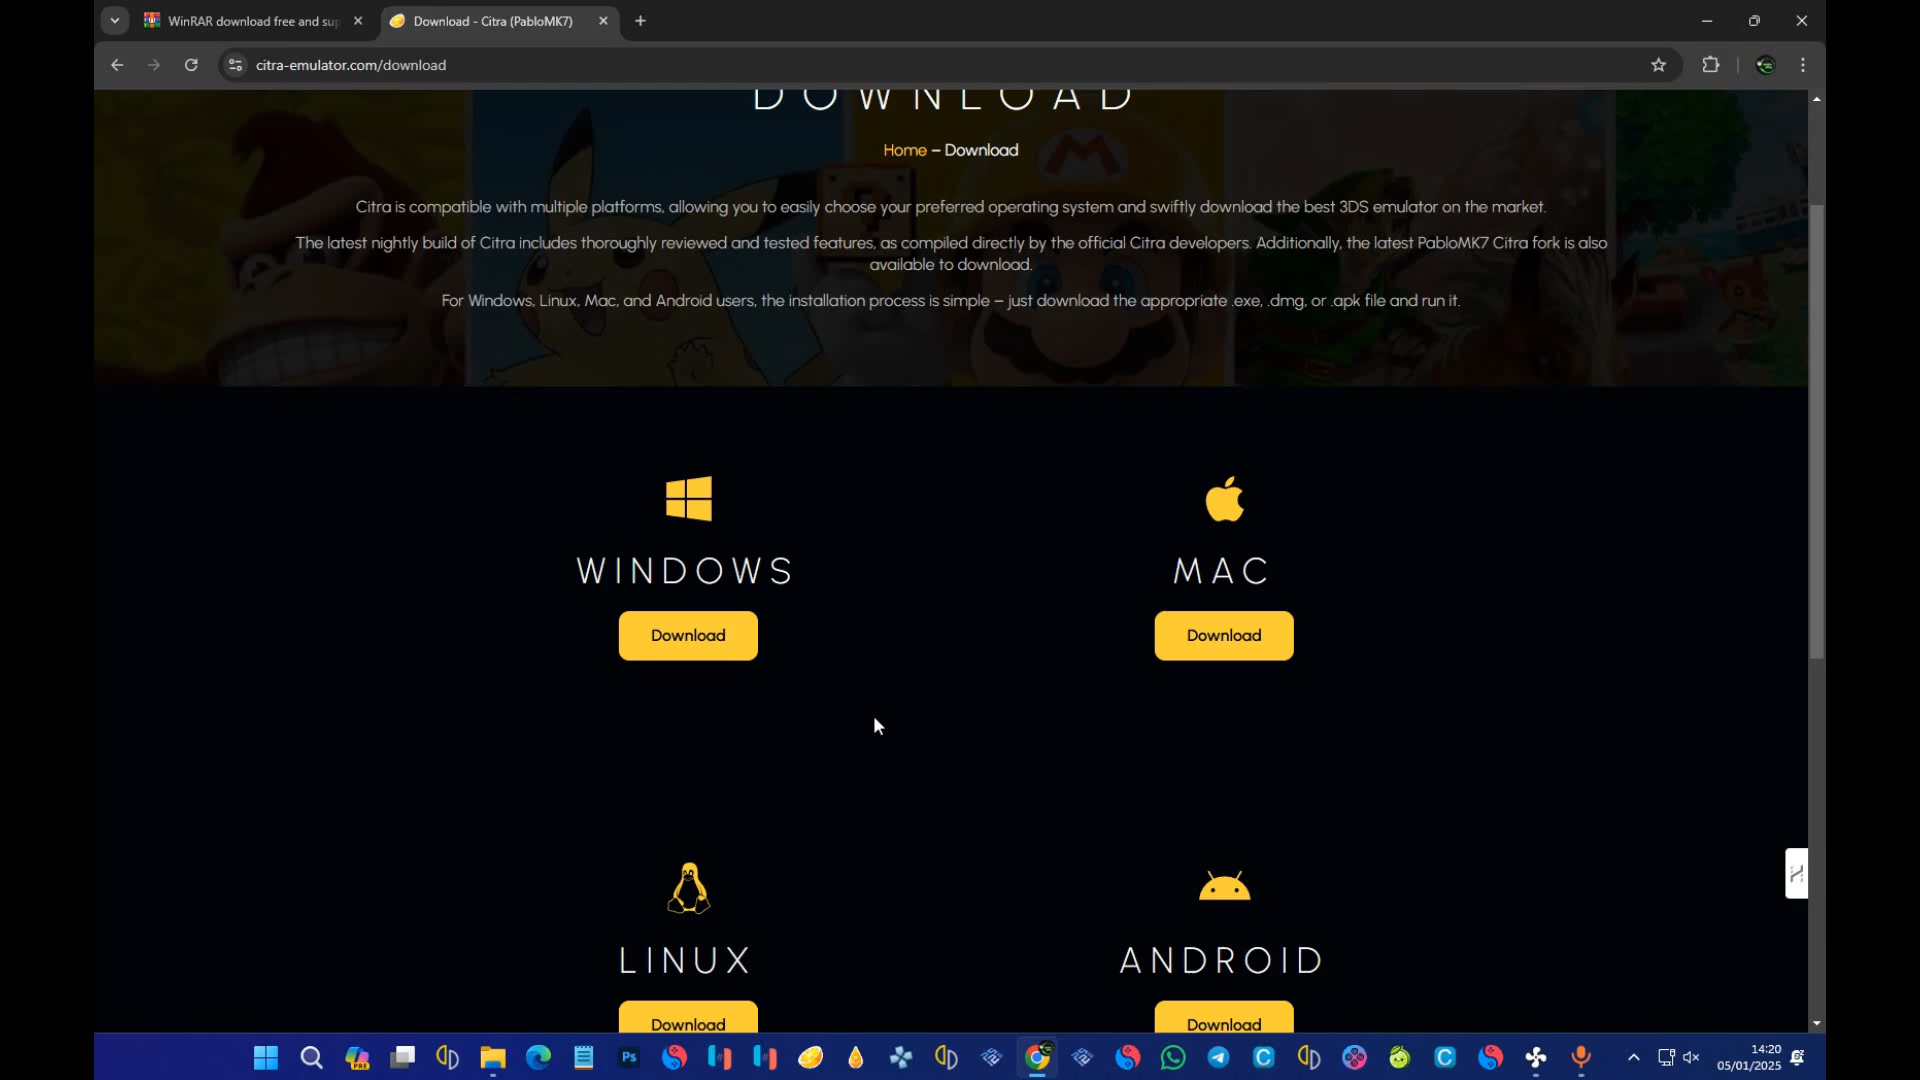 WinRAR download free and sup
Download - Citra (PabloMK7)
citra-emulator.com/download
DOWNLOAD
Home – Download
Citra is compatible with multiple platforms, allowing you to easily choose your preferred operating system and swiftly download the best 3DS emulator on the market.
The latest nightly build of Citra includes thoroughly reviewed and tested features, as compiled directly by the official Citra developers. Additionally, the latest PabloMK7 Citra fork is also
available to download.
For Windows, Linux, Mac, and Android users, the installation process is simple – just download the appropriate .exe, .dmg, or .apk file and run it.
WINDOWS
MAC
Download
Download
LINUX
ANDROID
Download
Download
PRE
Ps
C
C
14:20
05/01/2025